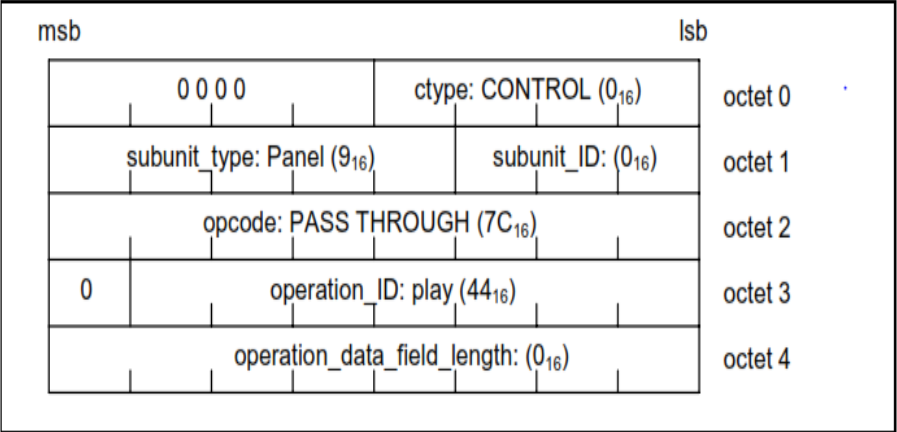 msb lsb
0 0 0 0 ctype: CONTROL (0₁₆) octet 0
subunit_type: Panel (9₁₆) subunit_ID: (0₁₆) octet 1
opcode: PASS THROUGH (7C₁₆) octet 2
0 operation_ID: play (44₁₆) octet 3
operation_data_field_length: (0₁₆) octet 4